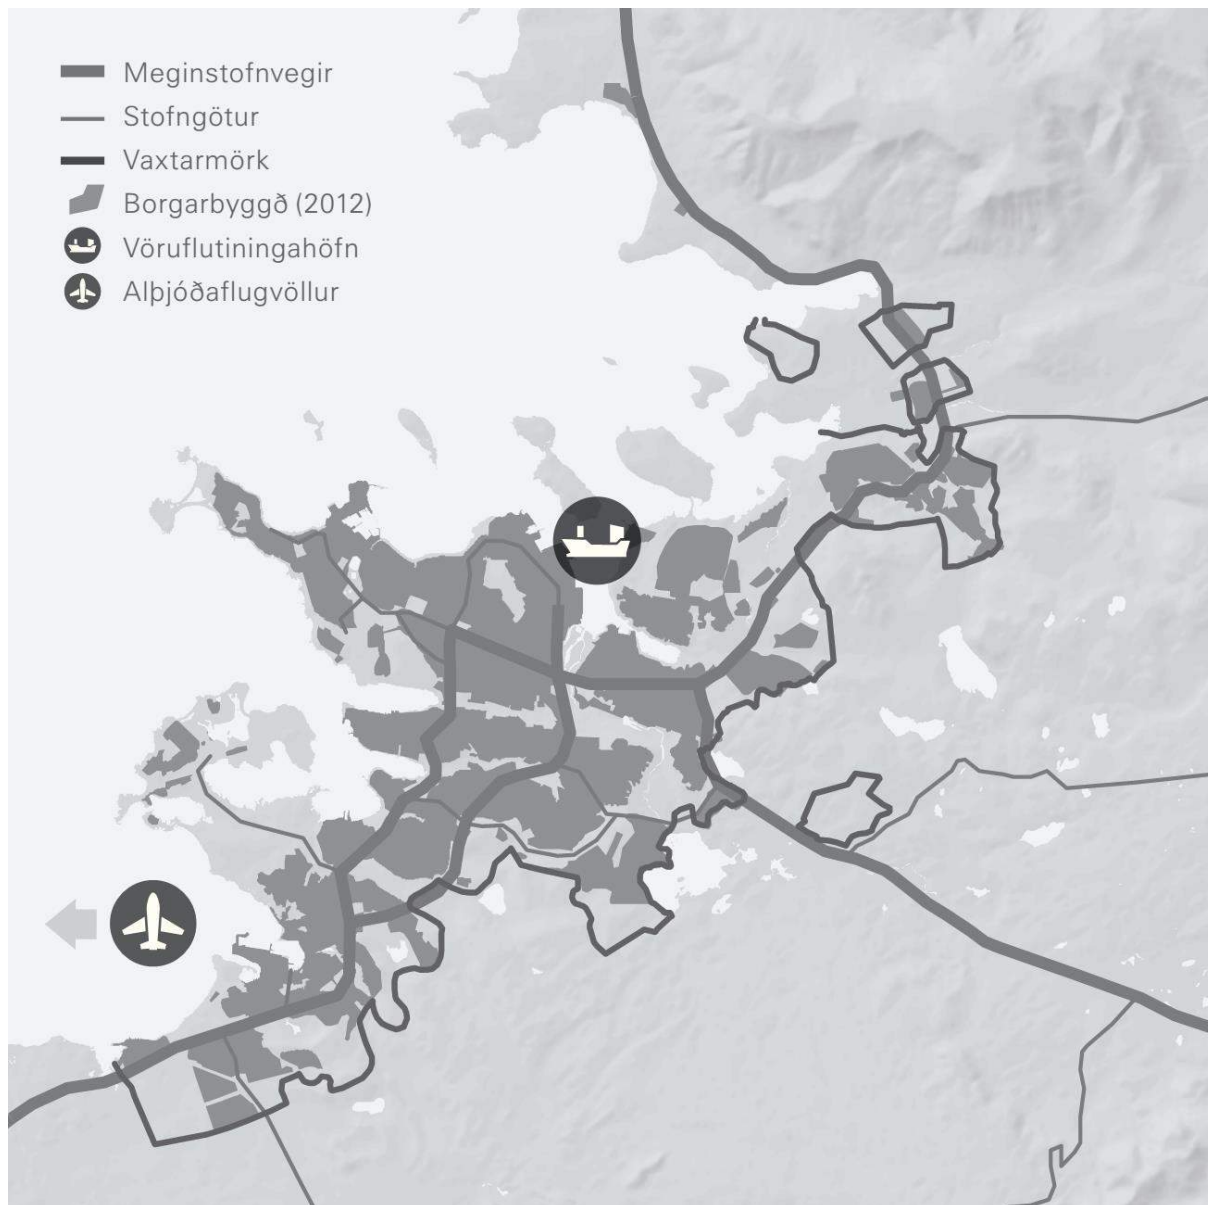 Meginstofnvegir
Stofngötur
Vaxtarmörk
Borgarbyggð (2012)
Vöruflutiningahöfn
Alþjóðaflugvöllur